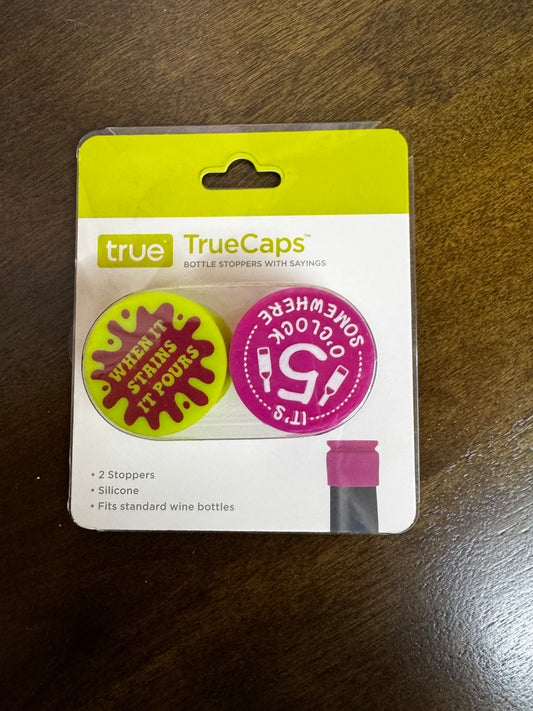 true
TrueCaps™
BOTTLE STOPPERS WITH SAYINGS
WHEN IT
STAINS
IT POURS
IT'S
5
O'CLOCK
SOMEWHERE
• 2 Stoppers
• Silicone
• Fits standard wine bottles